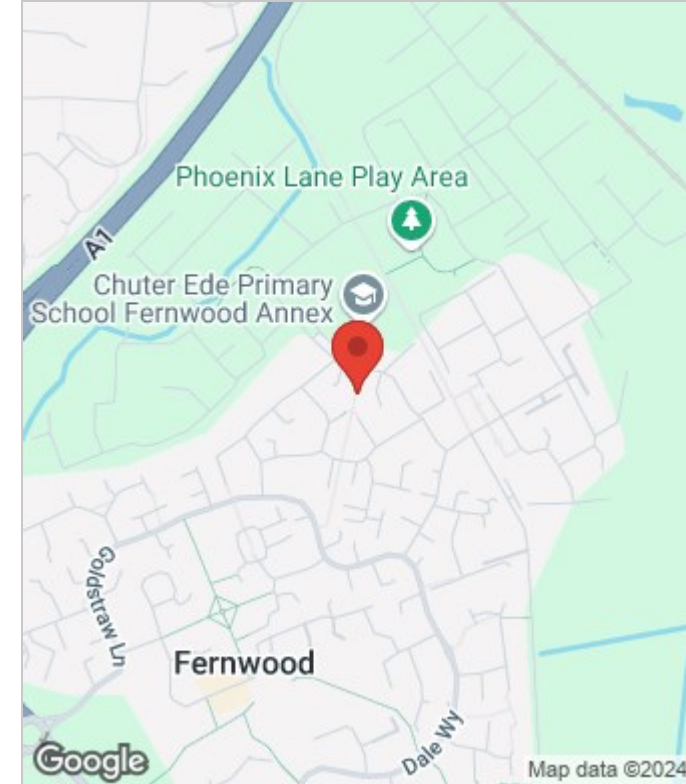 Phoenix Lane Play Area
A1
Chuter Ede Primary
School Fernwood Annex
Goldstraw Ln
Fernwood
Dale Wy
Google
Map data ©2024